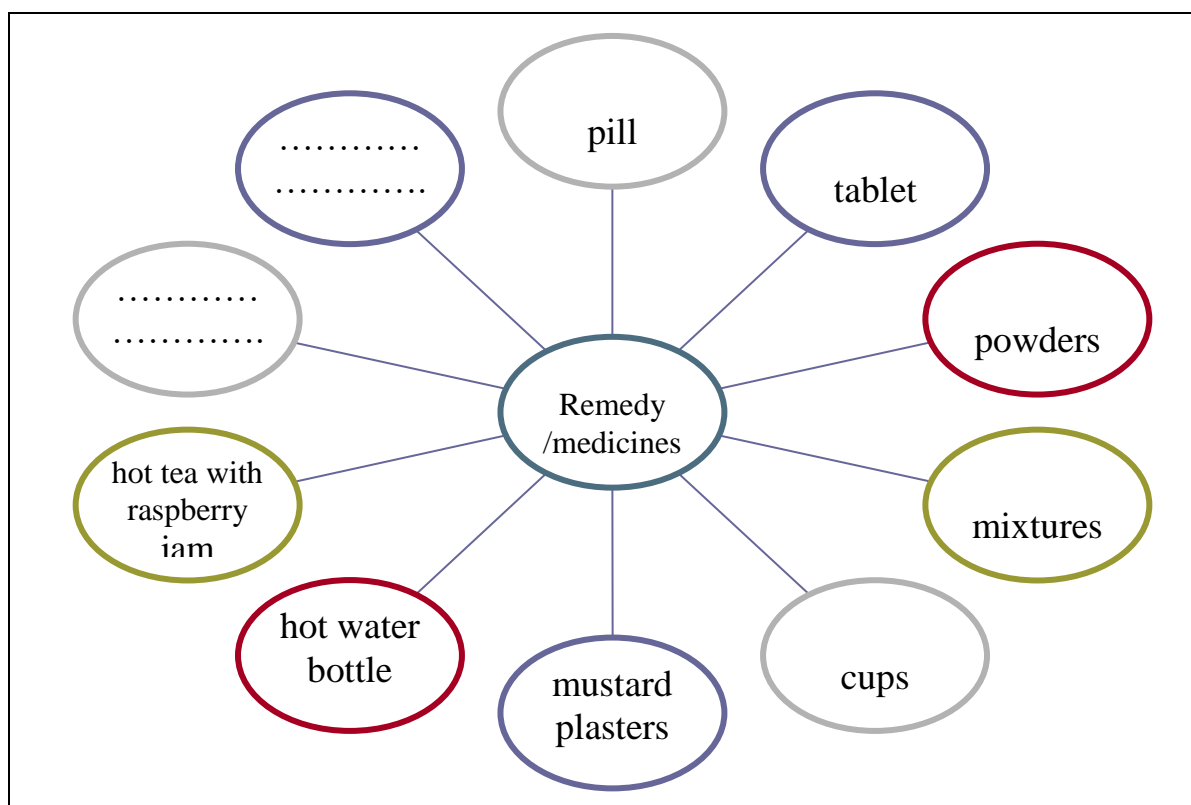 pill
tablet
powders
mixtures
cups
mustard
plasters
hot water
bottle
hot tea with
raspberry
jam
…………
………….
…………
………….
Remedy
/medicines